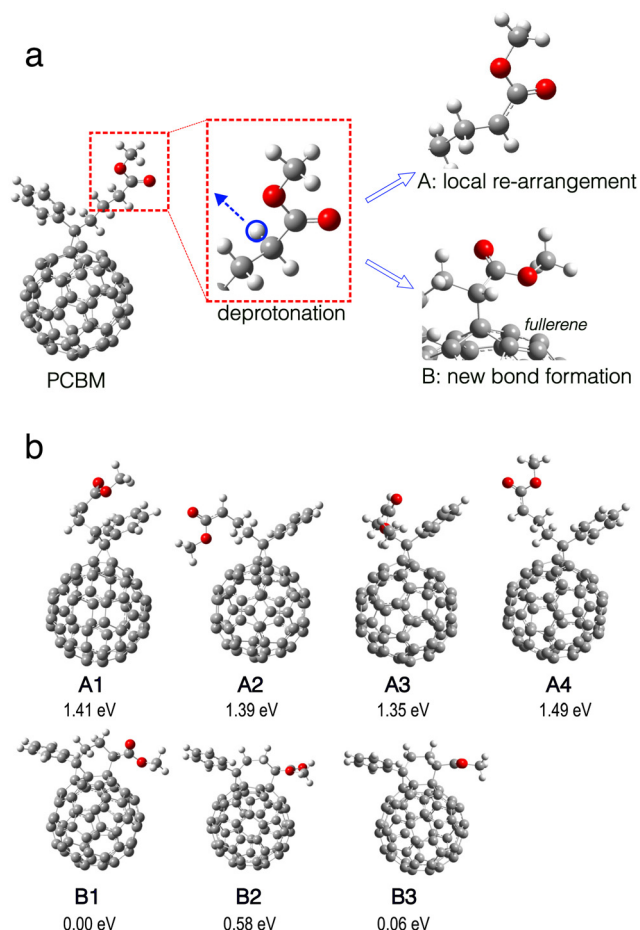 a
A: local re-arrangement
deprotonation
fullerene
PCBM
B: new bond formation
b
A1 A2 A3 A4
1.41 eV 1.39 eV 1.35 eV 1.49 eV
B1 B2 B3
0.00 eV 0.58 eV 0.06 eV